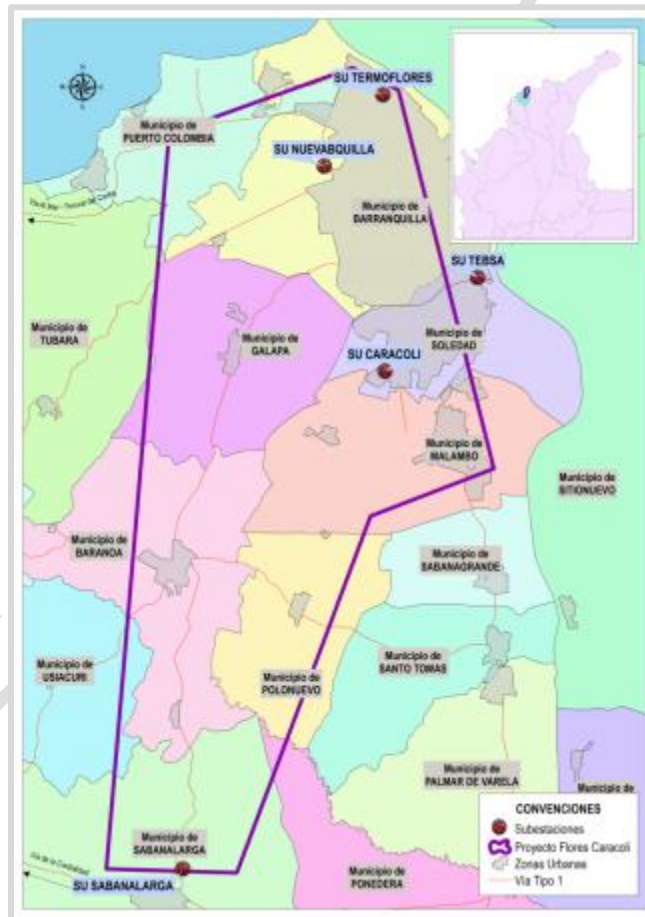 SU TERMOFLORES
Municipio de
PUERTO COLOMBIA
SU NUEVABQUILLA
Municipio de
BARRANQUILLA
SU TEBSA
Municipio de
TUBARA
Municipio de
GALAPA
Municipio de
SOLEDAD
SU CARACOLI
Municipio de
MALAMBO
Municipio de
SITIONUEVO
Municipio de
BARANOA
Municipio de
SABANAGRANDE
Municipio de
SANTO TOMAS
Municipio de
USIACURI
Municipio de
POLONUEVO
Municipio de
PALMAR DE VARELA
Municipio de
Municipio de
SABANALARGA
SU SABANALARGA
Municipio de
PONEDERA
CONVENCIONES
Subestaciones
Proyecto Flores Caracoli
Zonas Urbanas
Via Tipo 1